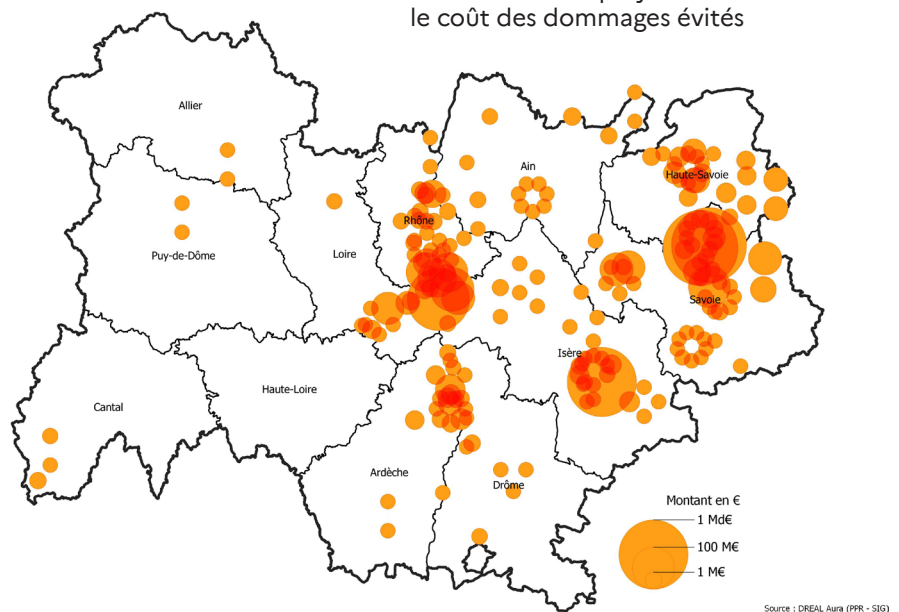 le coût des dommages évités
Allier
Ain
Haute-Savoie
Rhône
Puy-de-Dôme
Loire
Savoie
Isère
Haute-Loire
Cantal
Ardèche
Drôme
Montant en €
1 Md€
100 M€
1 M€
Source : DREAL Aura (PPR - SIG)